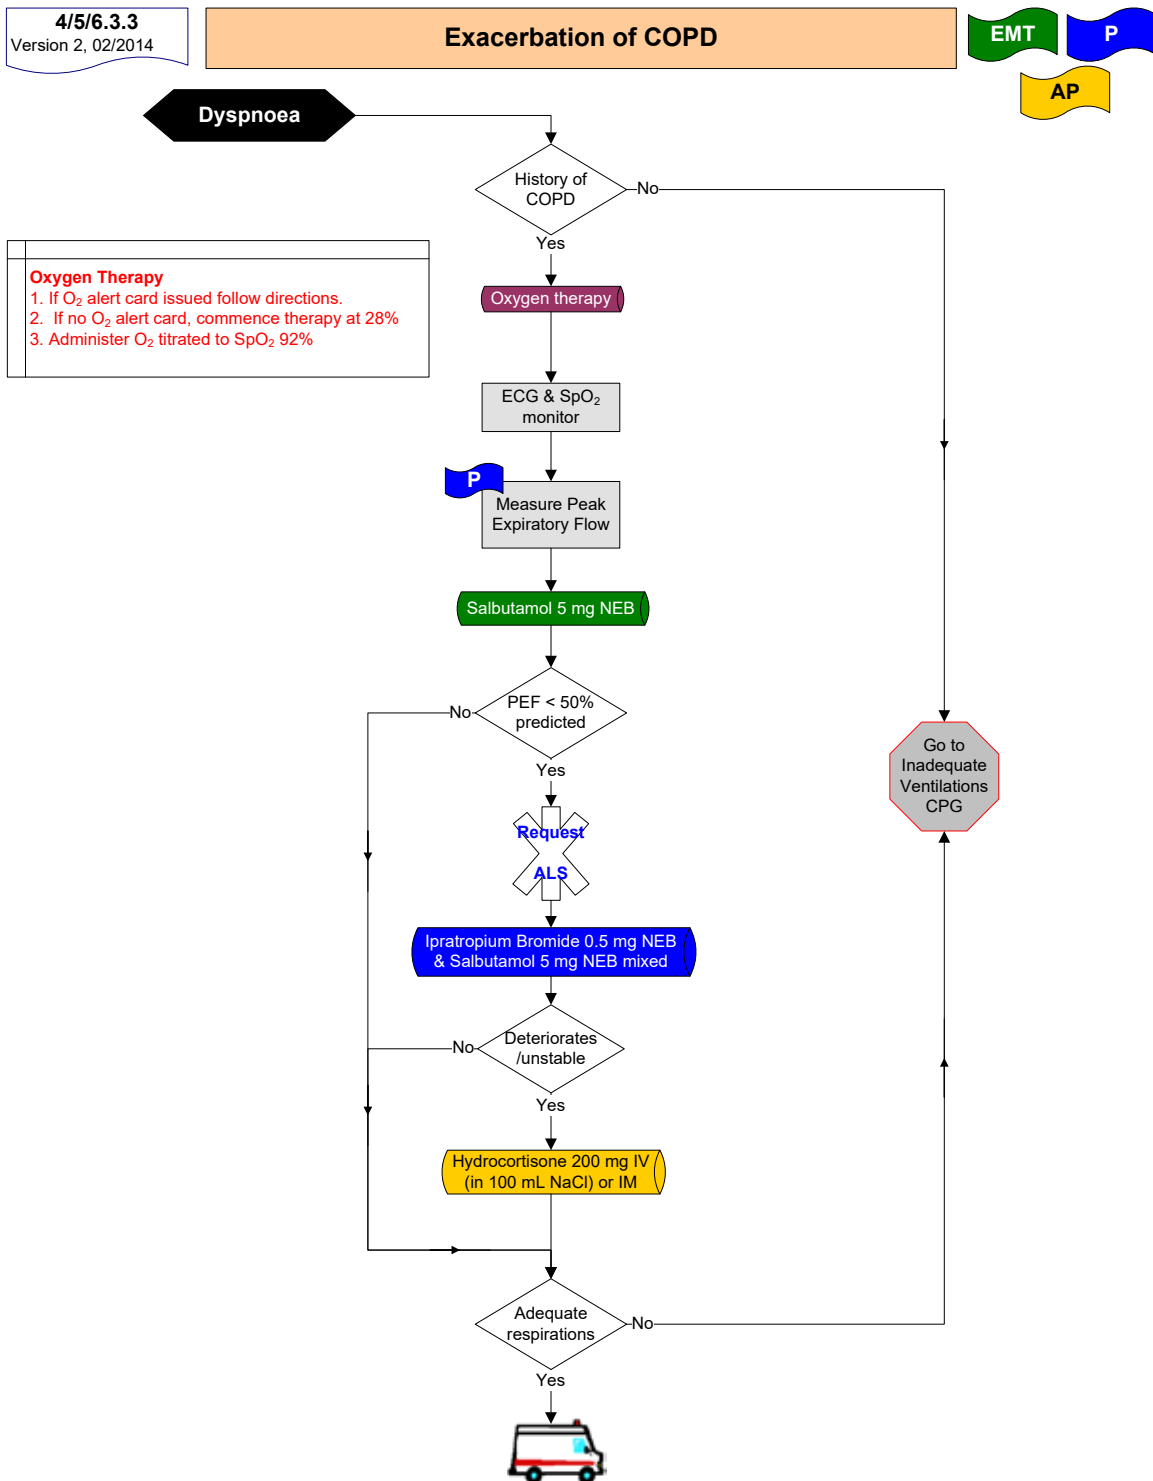 4/5/6.3.3
Version 2, 02/2014
Exacerbation of COPD
EMT
P
AP
Dyspnoea
History of
COPD
No
Yes
Oxygen Therapy
1. If O₂ alert card issued follow directions.
2. If no O₂ alert card, commence therapy at 28%
3. Administer O₂ titrated to SpO₂ 92%
Oxygen therapy
ECG & SpO₂
monitor
P
Measure Peak
Expiratory Flow
Salbutamol 5 mg NEB
PEF < 50%
predicted
No
Yes
Go to
Inadequate
Ventilations
CPG
Request
ALS
Ipratropium Bromide 0.5 mg NEB
& Salbutamol 5 mg NEB mixed
Deteriorates
/unstable
No
Yes
Hydrocortisone 200 mg IV
(in 100 mL NaCl) or IM
Adequate
respirations
No
Yes